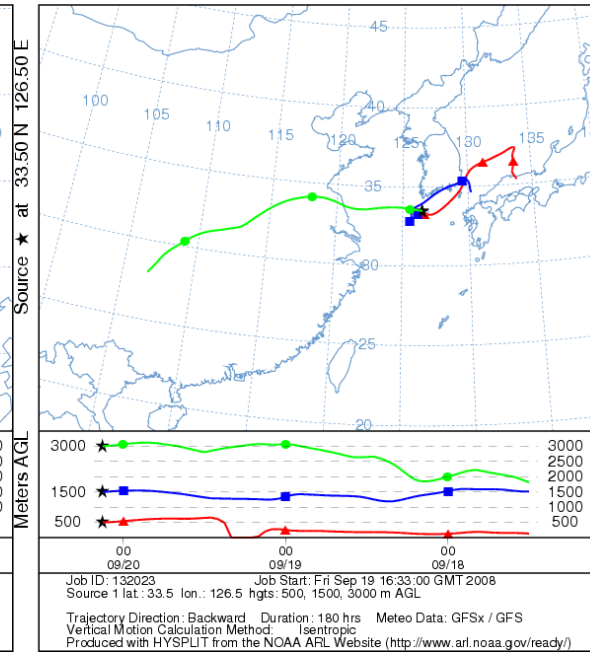 Source ★ at 33.50 N 126.50 E
45
100
105
110
115
120
125
40
130
135
35
30
25
20
Meters AGL
3000 3000
2500
2000
1500 1500
1000
500 500
00 00 00
09/20 09/19 09/18
Job ID: 132023 Job Start: Fri Sep 19 16:33:00 GMT 2008
Source 1 lat.: 33.5 lon.: 126.5 hgts: 500, 1500, 3000 m AGL
Trajectory Direction: Backward Duration: 180 hrs Meteo Data: GFSx / GFS
Vertical Motion Calculation Method: Isentropic
Produced with HYSPLIT from the NOAA ARL Website (http://www.arl.noaa.gov/ready/)